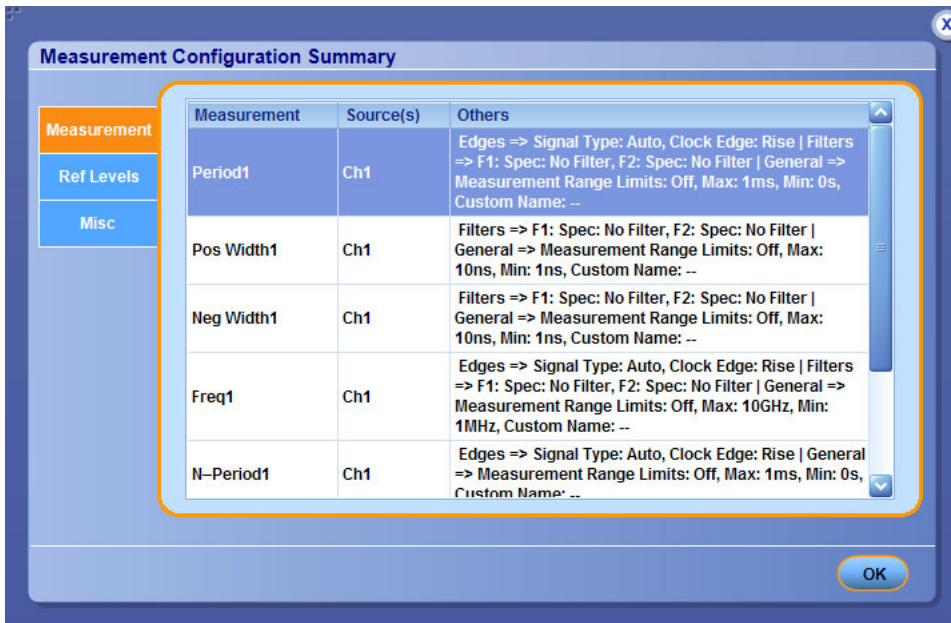 X
Measurement Configuration Summary
Measurement
Ref Levels
Misc
Measurement Source(s) Others
Period1 Ch1
Edges => Signal Type: Auto, Clock Edge: Rise | Filters
=> F1: Spec: No Filter, F2: Spec: No Filter | General =>
Measurement Range Limits: Off, Max: 1ms, Min: 0s,
Custom Name: --
Pos Width1 Ch1
Filters => F1: Spec: No Filter, F2: Spec: No Filter |
General => Measurement Range Limits: Off, Max:
10ns, Min: 1ns, Custom Name: --
Neg Width1 Ch1
Filters => F1: Spec: No Filter, F2: Spec: No Filter |
General => Measurement Range Limits: Off, Max:
10ns, Min: 1ns, Custom Name: --
Freq1 Ch1
Edges => Signal Type: Auto, Clock Edge: Rise | Filters
=> F1: Spec: No Filter, F2: Spec: No Filter | General =>
Measurement Range Limits: Off, Max: 10GHz, Min:
1MHz, Custom Name: --
N–Period1 Ch1
Edges => Signal Type: Auto, Clock Edge: Rise | General
=> Measurement Range Limits: Off, Max: 1ms, Min: 0s,
Custom Name: --
OK